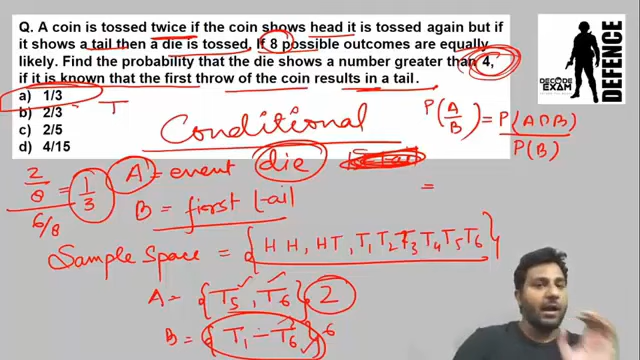 Q. A coin is tossed twice if the coin shows head it is tossed again but if
it shows a tail then a die is tossed. If 8 possible outcomes are equally
likely. Find the probability that the die shows a number greater than 4,
if it is known that the first throw of the coin results in a tail.
a) 1/3
b) 2/3
c) 2/5
d) 4/15
T
Conditional
P(A/B) = P(A∩B)/P(B)
=
2/8 / 6/8 = 1/3
A = event die
B = first tail
Sample space = { HH, HT, T1 T2 T3 T4 T5 T6 }
A = { T5, T6 } 2
B = { T1 - T6 } 6
DECODE EXAM
DEFENCE